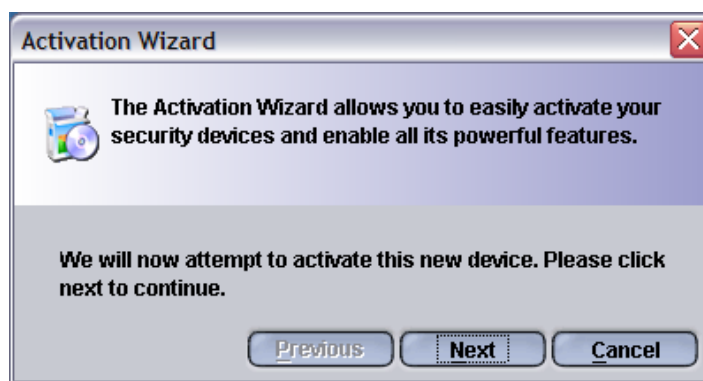 Activation Wizard
The Activation Wizard allows you to easily activate your
security devices and enable all its powerful features.
We will now attempt to activate this new device. Please click
next to continue.
Previous Next Cancel